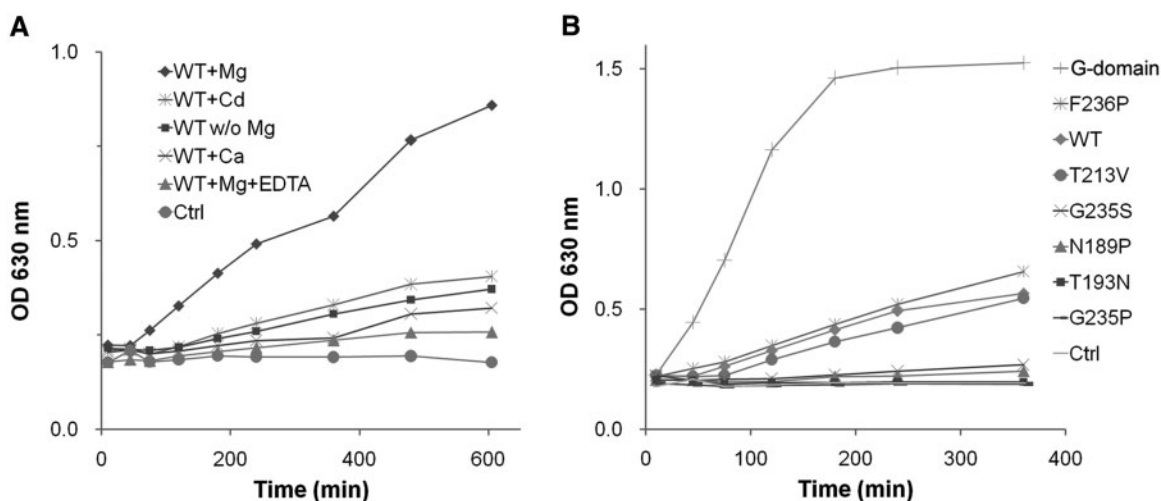 A
1.0
0.5
0.0
OD 630 nm
WT+Mg
WT+Cd
WT w/o Mg
WT+Ca
WT+Mg+EDTA
Ctrl
0 200 400 600
Time (min)
B
1.5
1.0
0.5
0.0
OD 630 nm
G-domain
F236P
WT
T213V
G235S
N189P
T193N
G235P
Ctrl
0 100 200 300 400
Time (min)